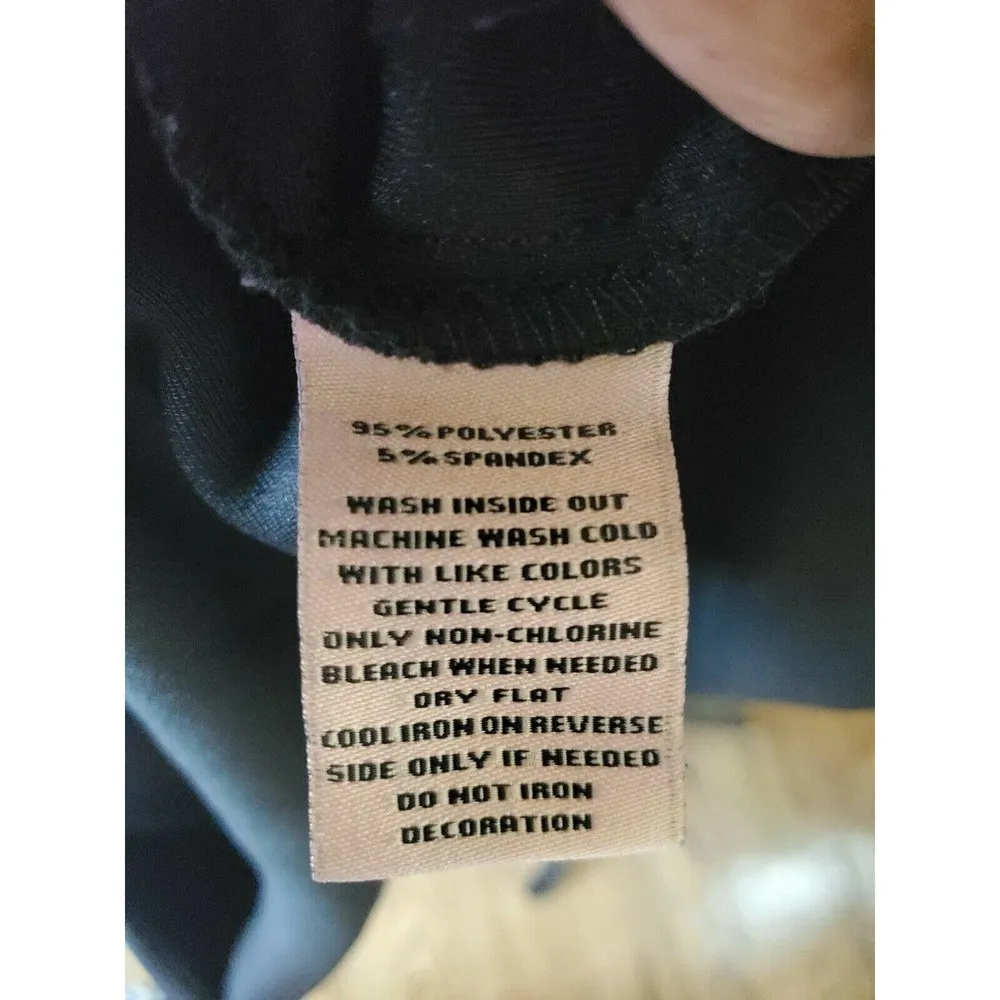 95% POLYESTER
5% SPANDEX
WASH INSIDE OUT
MACHINE WASH COLD
WITH LIKE COLORS
GENTLE CYCLE
ONLY NON-CHLORINE
BLEACH WHEN NEEDED
DRY FLAT
COOL IRON ON REVERSE
SIDE ONLY IF NEEDED
DO NOT IRON
DECORATION